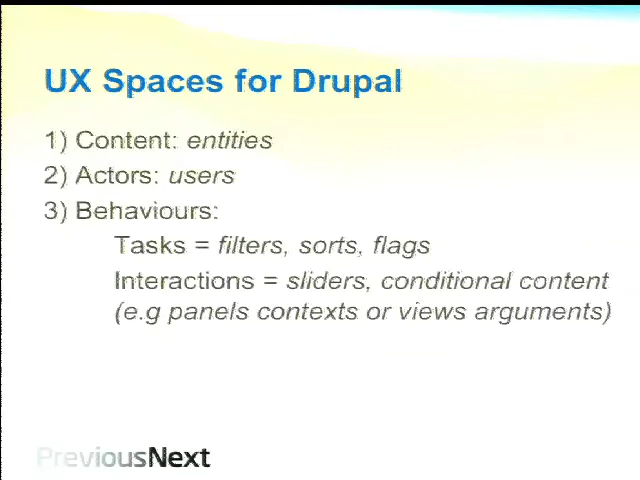 UX Spaces for Drupal
1) Content: entities
2) Actors: users
3) Behaviours:
Tasks = filters, sorts, flags
Interactions = sliders, conditional content
(e.g panels contexts or views arguments)
PreviousNext